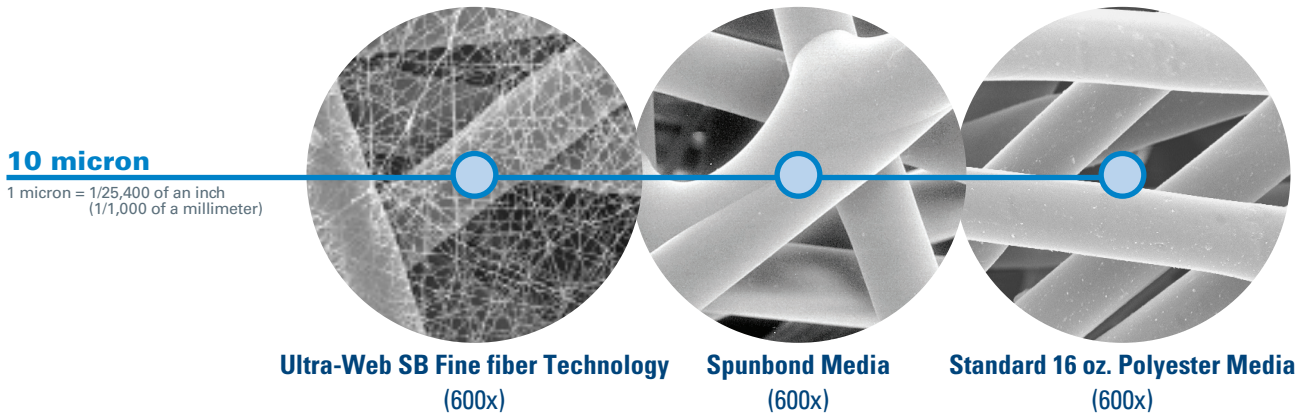 10 micron
1 micron = 1/25,400 of an inch
(1/1,000 of a millimeter)
Ultra-Web SB Fine fiber Technology
(600x)
Spunbond Media
(600x)
Standard 16 oz. Polyester Media
(600x)